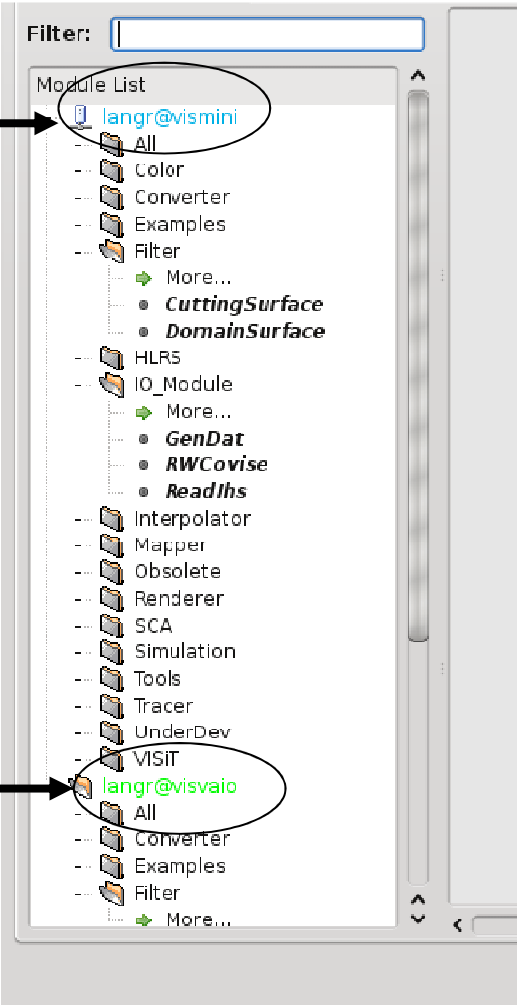 Filter:
Module List
langr@vismini
All
Color
Converter
Examples
Filter
More...
CuttingSurface
DomainSurface
HLRS
IO_Module
More...
GenDat
RWCovise
ReadIhs
Interpolator
Mapper
Obsolete
Renderer
SCA
Simulation
Tools
Tracer
UnderDev
VISiT
langr@visvaio
All
Converter
Examples
Filter
More...